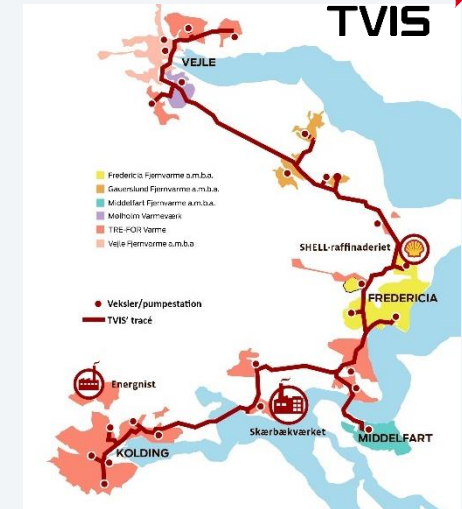 TVIS
VEJLE
Fredericia Fjernvarme a.m.b.a.
Gauerslund Fjernvarme a.m.b.a.
Middelfart Fjernvarme a.m.b.a.
Mølholm Varmeværk
TRE-FOR Varme
Vejle Fjernvarme a.m.b.a
SHELL-raffinaderiet
FREDERICIA
Veksler/pumpestation
TVIS' tracé
Energnist
Skærbækværket
MIDDELFART
KOLDING